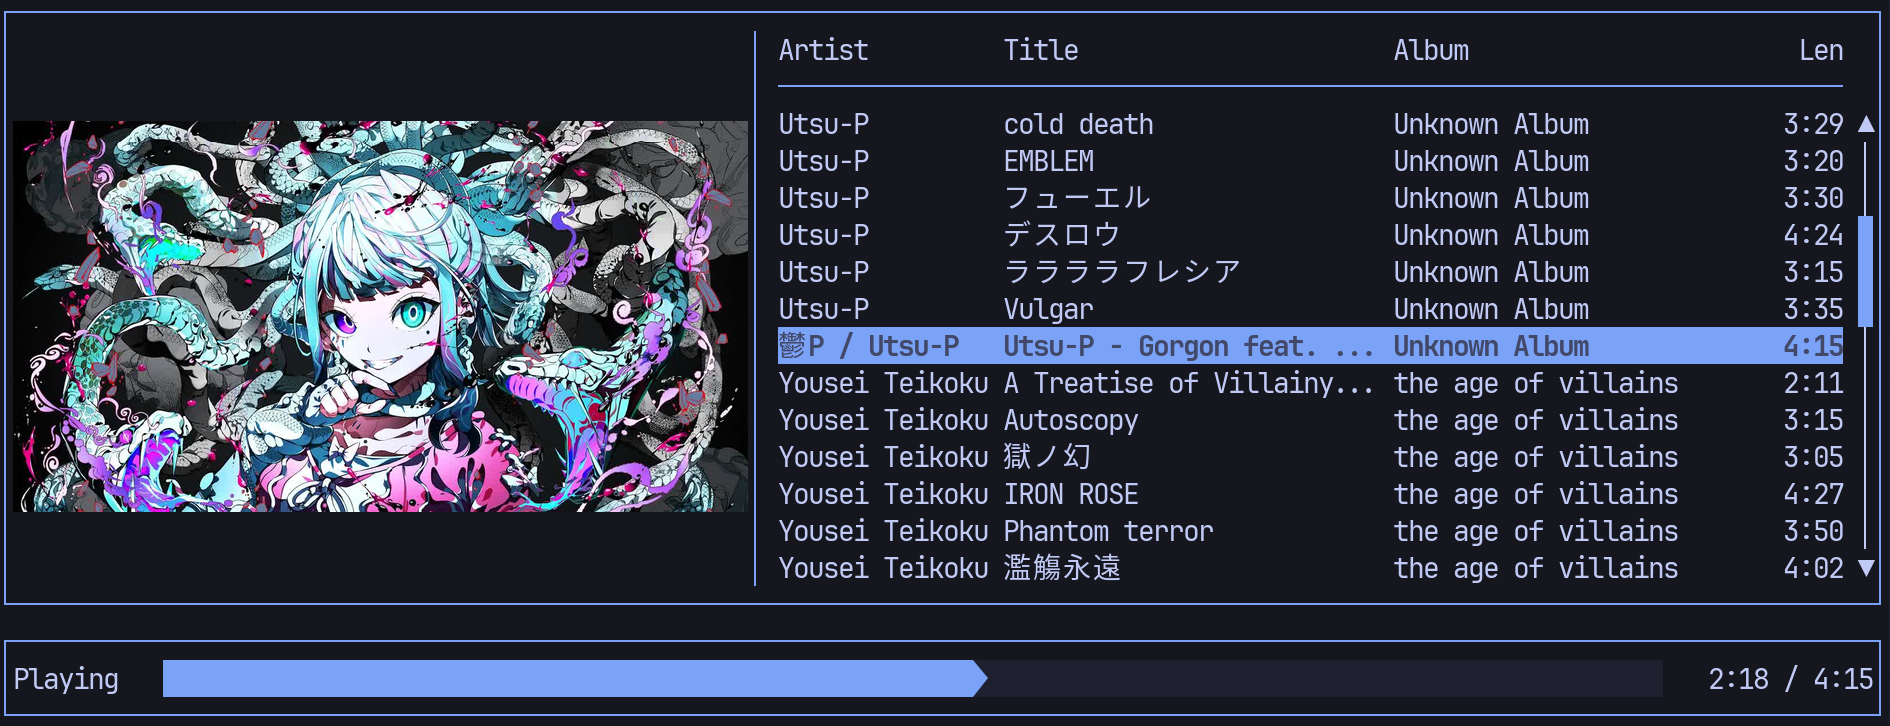 Artist Title Album Len
Utsu-P cold death Unknown Album 3:29
Utsu-P EMBLEM Unknown Album 3:20
Utsu-P フューエル Unknown Album 3:30
Utsu-P デスロウ Unknown Album 4:24
Utsu-P ララララフレシア Unknown Album 3:15
Utsu-P Vulgar Unknown Album 3:35
鬱P / Utsu-P Utsu-P - Gorgon feat. ... Unknown Album 4:15
Yousei Teikoku A Treatise of Villainy... the age of villains 2:11
Yousei Teikoku Autoscopy the age of villains 3:15
Yousei Teikoku 獄ノ幻 the age of villains 3:05
Yousei Teikoku IRON ROSE the age of villains 4:27
Yousei Teikoku Phantom terror the age of villains 3:50
Yousei Teikoku 濫觴永遠 the age of villains 4:02
Playing 2:18 / 4:15